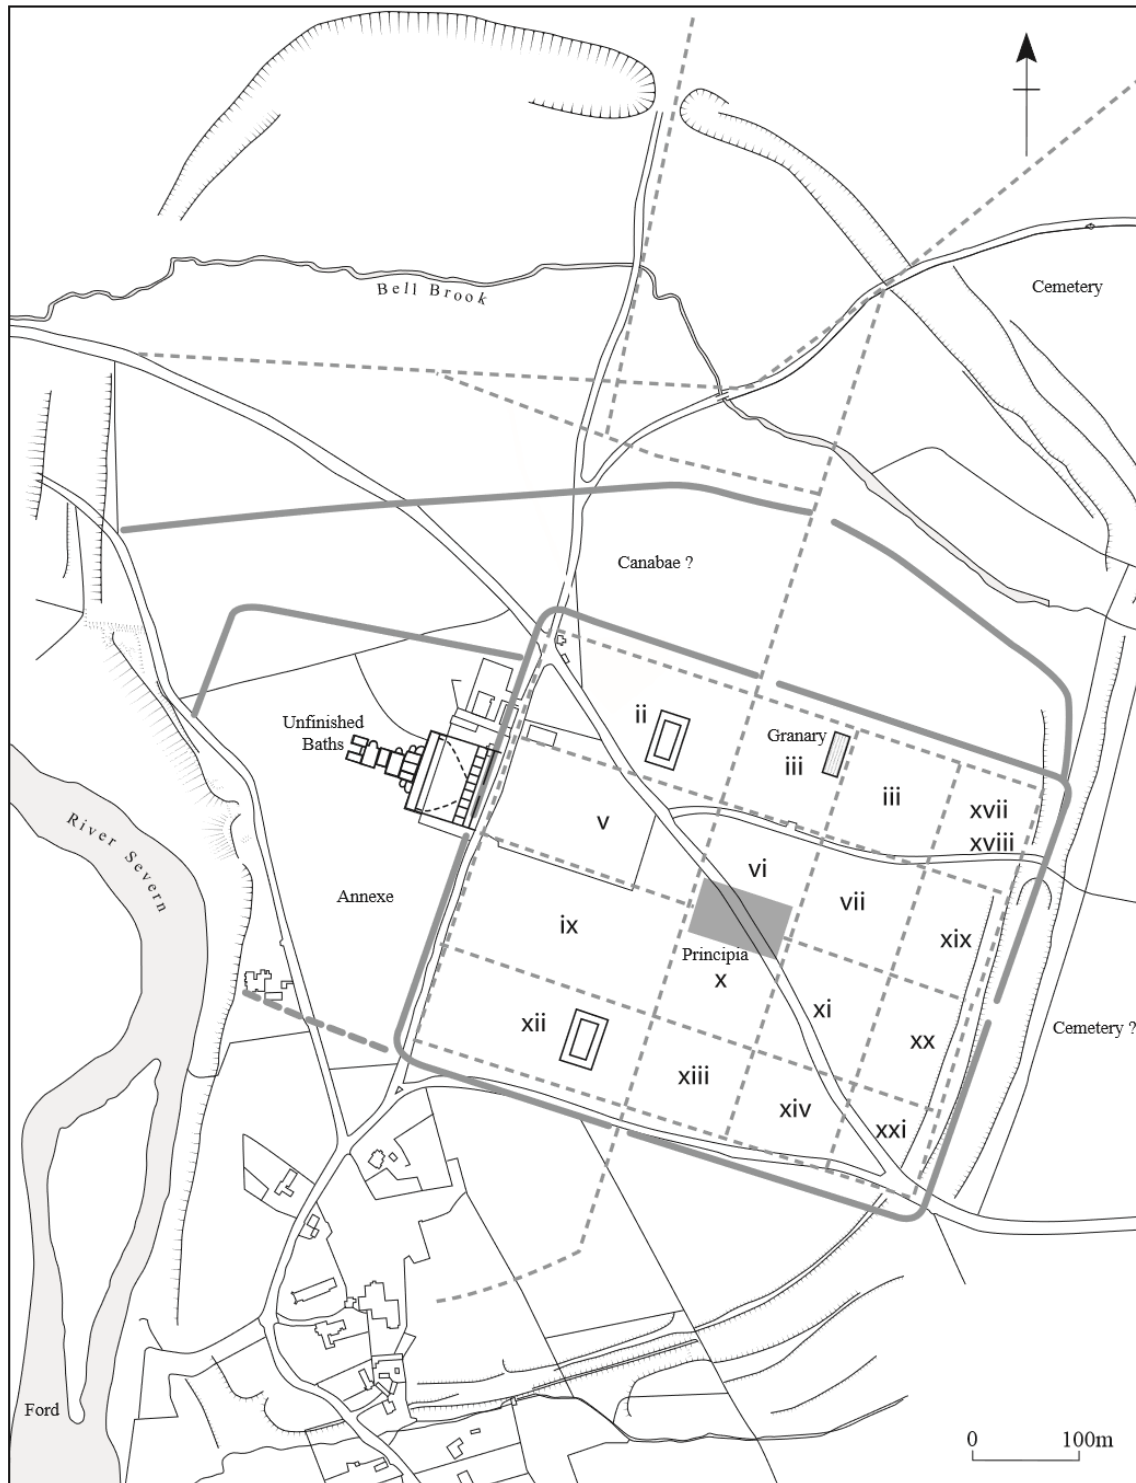 Bell Brook
Cemetery
Canabae ?
ii
Unfinished
Baths
Granary
iii
iii
xvii
xviii
v
River Severn
vi
Annexe
vii
ix
xix
Principia
x
xi
xii
xx
Cemetery ?
xiii
xiv
xxi
Ford
0 100m